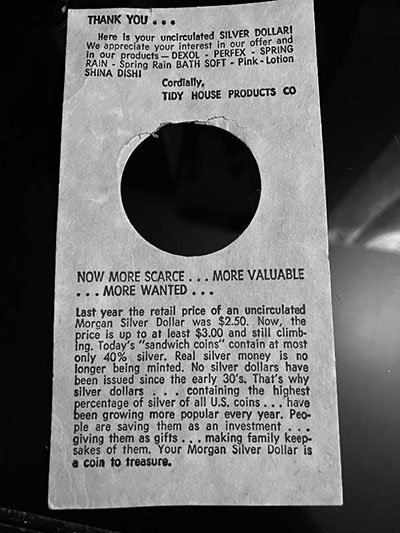 THANK YOU . . .
Here is your uncirculated SILVER DOLLAR!
We appreciate your interest in our offer and
in our products — DEXOL - PERFEX - SPRING
RAIN - Spring Rain BATH SOFT - Pink - Lotion
SHINA DISH!
Cordially,
TIDY HOUSE PRODUCTS CO
NOW MORE SCARCE . . . MORE VALUABLE
. . . MORE WANTED . . .
Last year the retail price of an uncirculated
Morgan Silver Dollar was $2.50. Now, the
price is up to at least $3.00 and still climb-
ing. Today's "sandwich coins" contain at most
only 40% silver. Real silver money is no
longer being minted. No silver dollars have
been issued since the early 30's. That's why
silver dollars . . . containing the highest
percentage of silver of all U.S. coins . . . have
been growing more popular every year. Peo-
ple are saving them as an investment . . .
giving them as gifts . . . making family keep-
sakes of them. Your Morgan Silver Dollar is
a coin to treasure.